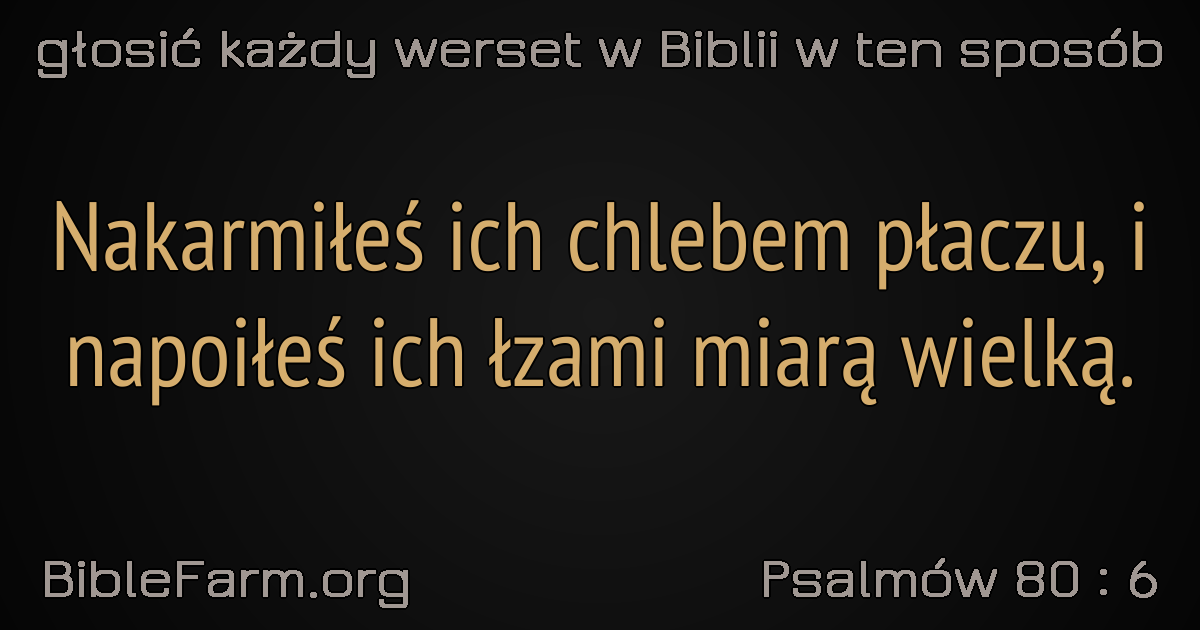 głosić każdy werset w Biblii w ten sposób
Nakarmiłeś ich chlebem płaczu, i
napoiłeś ich łzami miarą wielką.
BibleFarm.org
Psalmów 80 : 6